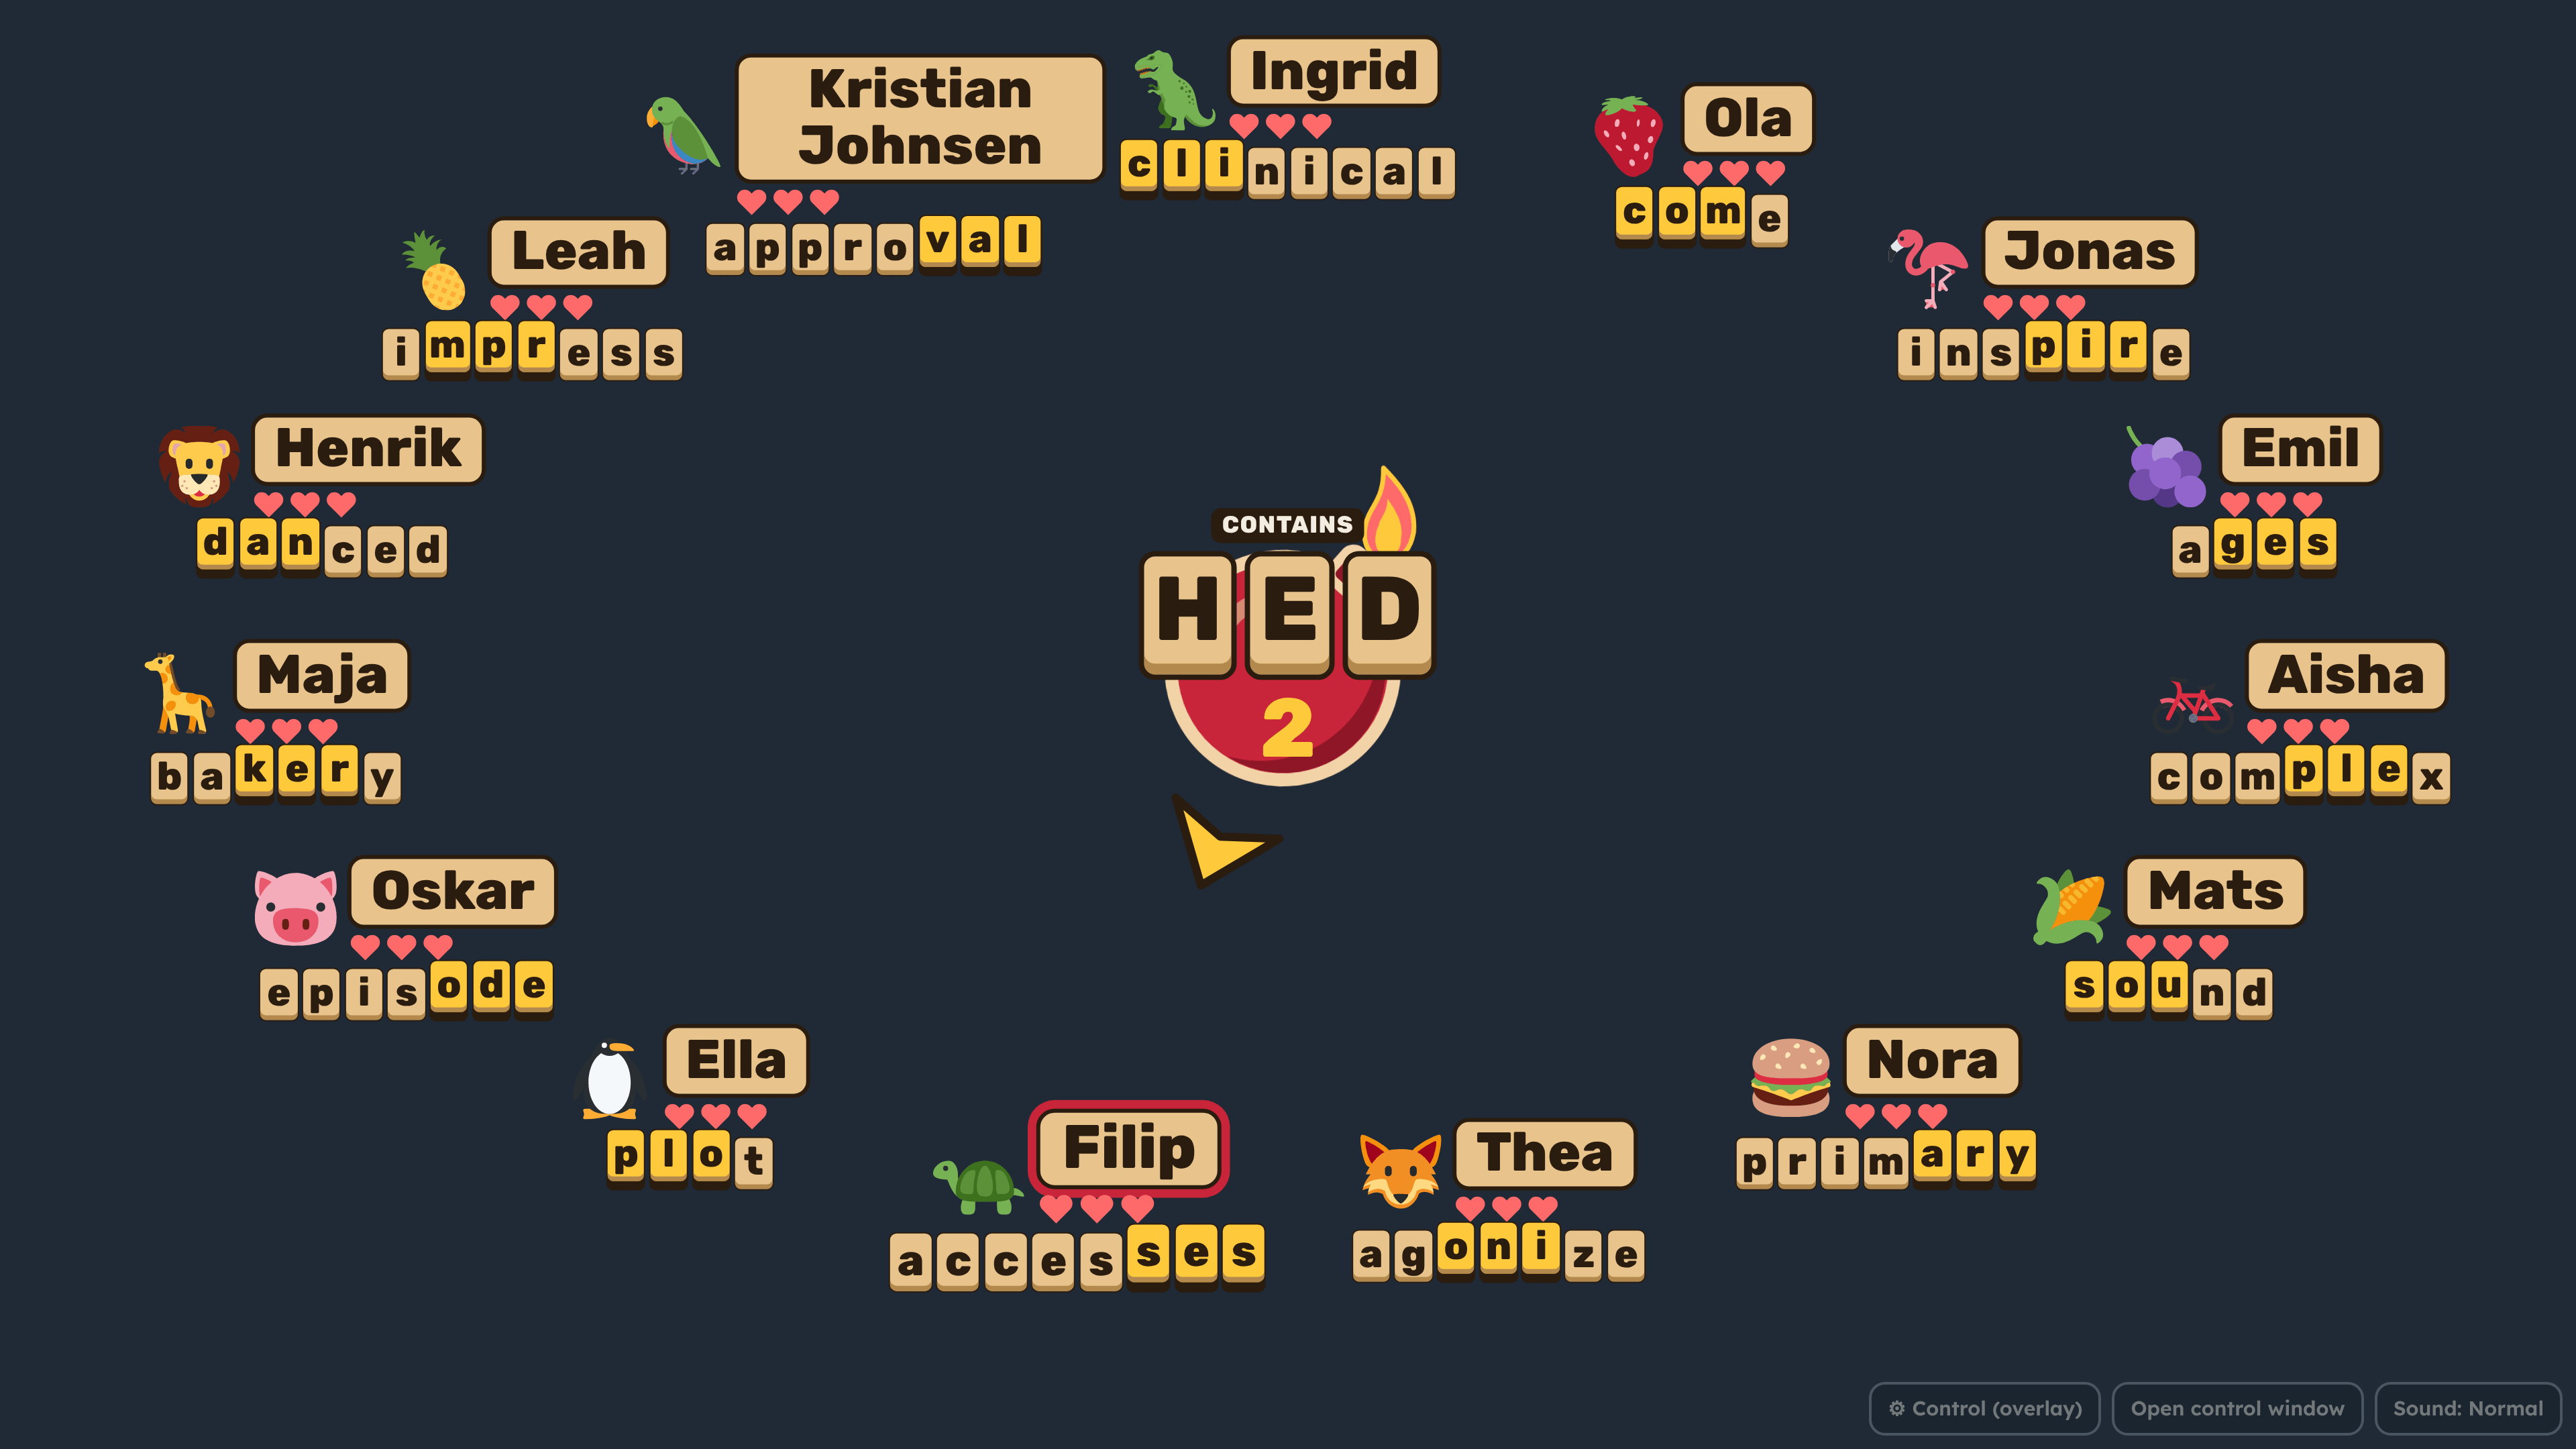 Kristian
Johnsen
approval
Ingrid
clinical
Ola
come
Leah
impress
Jonas
inspire
Henrik
danced
Emil
ages
CONTAINS
HED
2
Maja
bakery
Aisha
complex
Oskar
episode
Mats
sound
Ella
plot
Nora
primary
Filip
accesses
Thea
agonize
⚙ Control (overlay)
Open control window
Sound: Normal